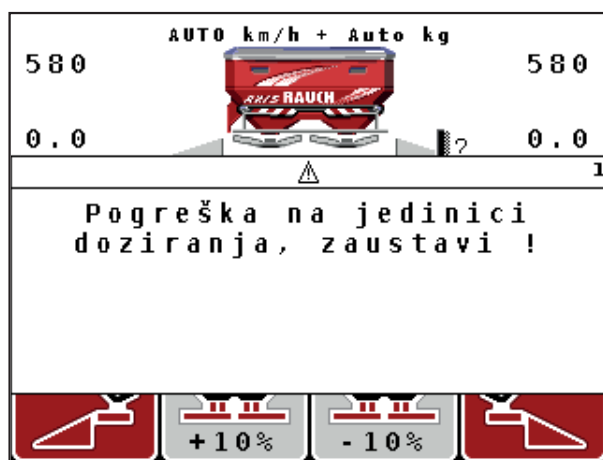 AUTO km/h + Auto kg
580
580
AXIS RAUCH
0.0
?
0.0
1
Pogreška na jedinici
doziranja, zaustavi !
+10%
-10%